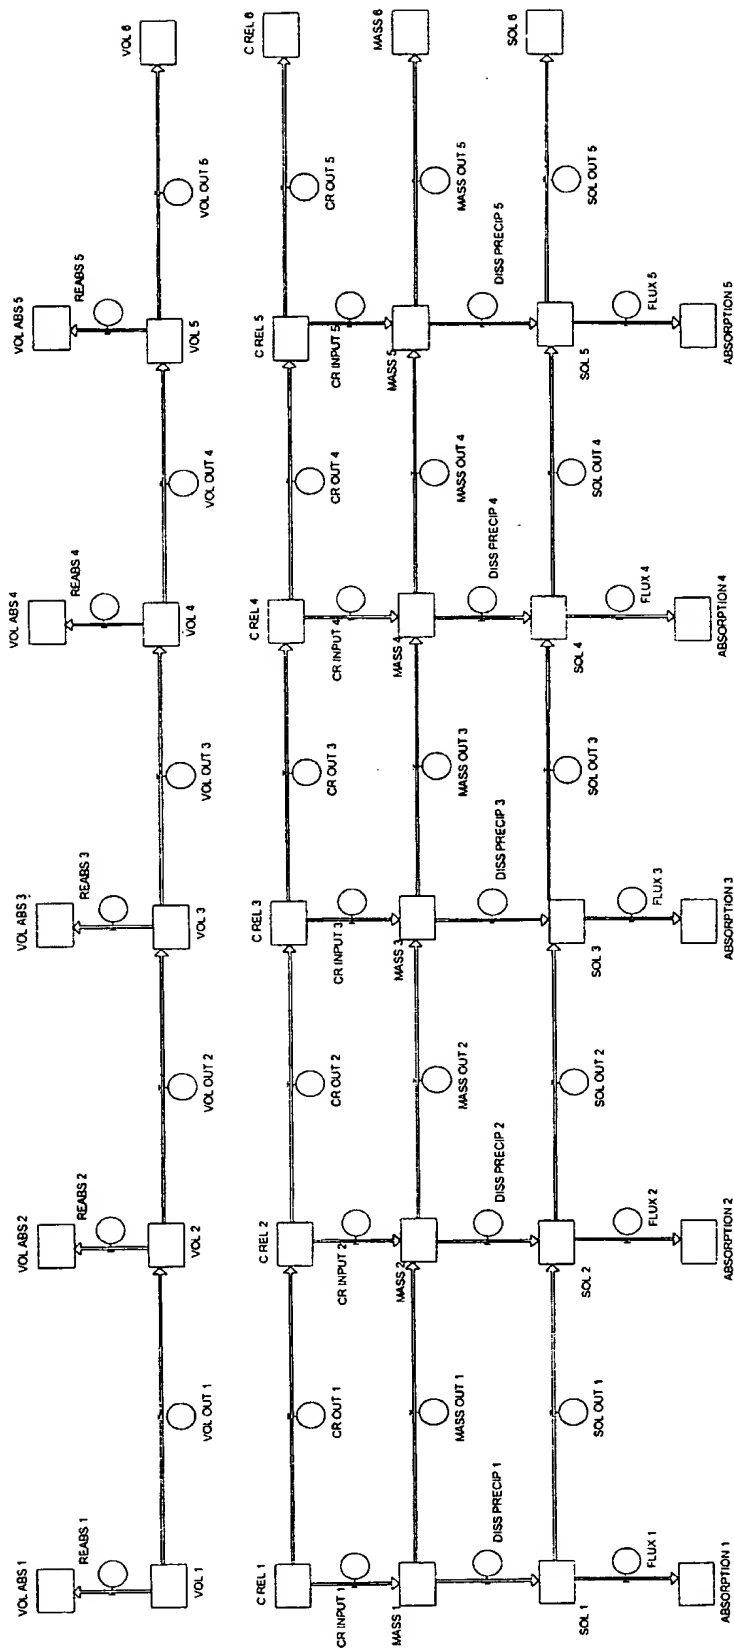 VOL ABS 1
VOL ABS 2
VOL ABS 3
VOL ABS 4
VOL ABS 5
REABS 1
REABS 2
REABS 3
REABS 4
REABS 5
VOL 1
VOL 2
VOL 3
VOL 4
VOL 5
VOL 6
VOL OUT 1
VOL OUT 2
VOL OUT 3
VOL OUT 4
VOL OUT 5
C REL 1
C REL 2
C REL 3
C REL 4
C REL 5
C REL 6
CR OUT 1
CR OUT 2
CR OUT 3
CR OUT 4
CR OUT 5
CR INPUT 1
CR INPUT 2
CR INPUT 3
CR INPUT 4
CR INPUT 5
MASS 1
MASS 2
MASS 3
MASS 4
MASS 5
MASS 6
MASS OUT 1
MASS OUT 2
MASS OUT 3
MASS OUT 4
MASS OUT 5
DISS PRECIP 1
DISS PRECIP 2
DISS PRECIP 3
DISS PRECIP 4
DISS PRECIP 5
SOL 1
SOL 2
SOL 3
SOL 4
SOL 5
SOL 6
SOL OUT 1
SOL OUT 2
SOL OUT 3
SOL OUT 4
SOL OUT 5
FLUX 1
FLUX 2
FLUX 3
FLUX 4
FLUX 5
ABSORPTION 1
ABSORPTION 2
ABSORPTION 3
ABSORPTION 4
ABSORPTION 5